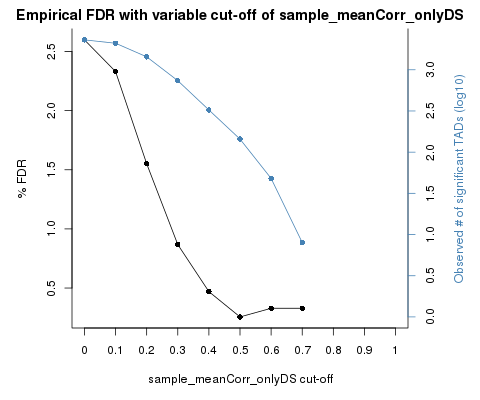 Empirical FDR with variable cut-off of sample_meanCorr_onlyDS
% FDR
2.5
2.0
1.5
1.0
0.5
3.0
2.5
2.0
1.5
1.0
0.5
0.0
Observed # of significant TADs (log10)
0 0.1 0.2 0.3 0.4 0.5 0.6 0.7 0.8 0.9 1
sample_meanCorr_onlyDS cut-off